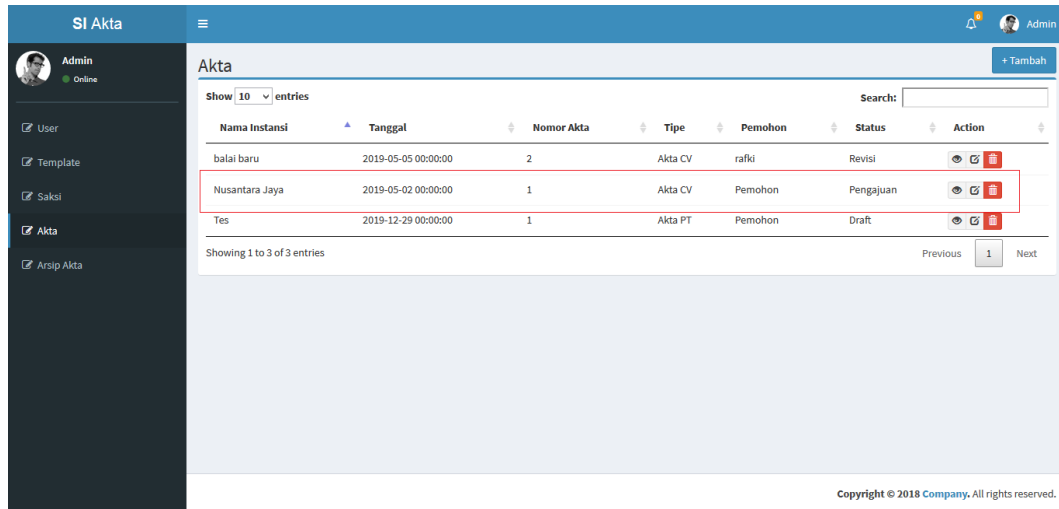 SI Akta
0
Admin
Admin
Online
User
Template
Saksi
Akta
Arsip Akta
Akta
+ Tambah
Show 10 entries
Search:
Nama Instansi Tanggal Nomor Akta Tipe Pemohon Status Action
balai baru 2019-05-05 00:00:00 2 Akta CV rafki Revisi
Nusantara Jaya 2019-05-02 00:00:00 1 Akta CV Pemohon Pengajuan
Tes 2019-12-29 00:00:00 1 Akta PT Pemohon Draft
Showing 1 to 3 of 3 entries
Previous 1 Next
Copyright © 2018 Company. All rights reserved.